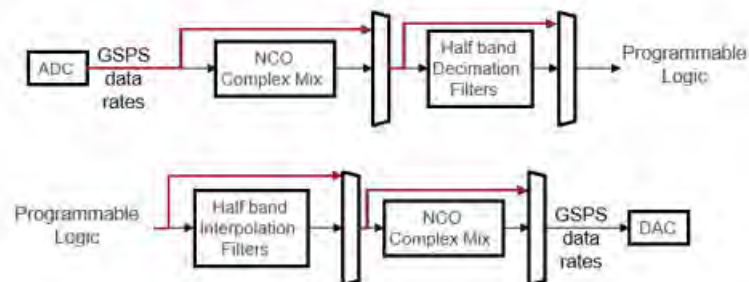 ADC
GSPS
data
rates
NCO
Complex Mix
Half band
Decimation
Filters
Programmable
Logic
Programmable
Logic
Half band
Interpolation
Filters
NCO
Complex Mix
GSPS
data
rates
DAC